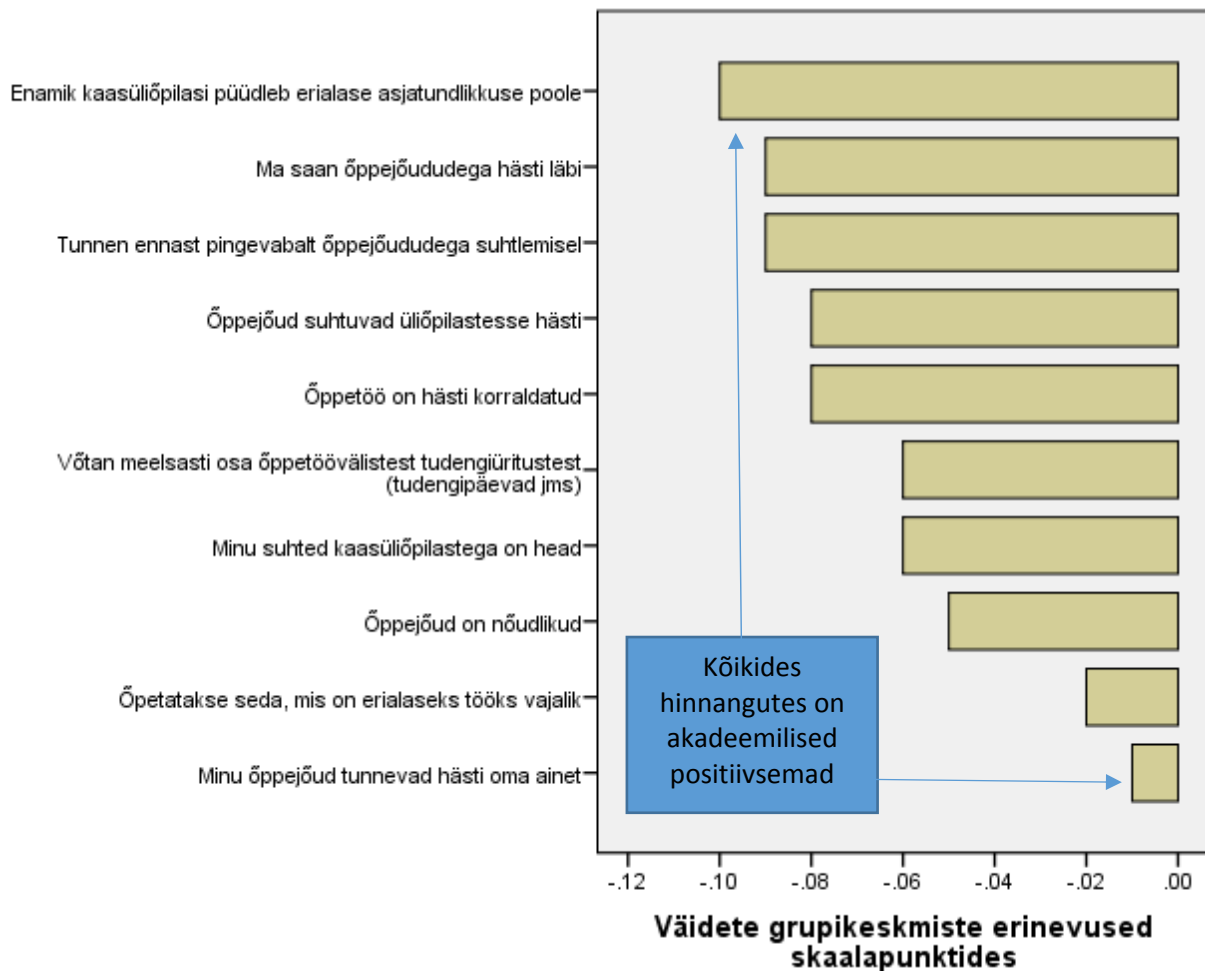 Enamik kaasüliõpilasi püüdleb erialase asjatundlikkuse poole
Ma saan õppejõududega hästi läbi
Tunnen ennast pingevabalt õppejõududega suhtlemisel
Õppejõud suhtuvad üliõpilastesse hästi
Õppetöö on hästi korraldatud
Võtan meelsasti osa õppetöövälistest tudengiüritustest
(tudengipäevad jms)
Minu suhted kaasüliõpilastega on head
Õppejõud on nõudlikud
Õpetatakse seda, mis on erialaseks tööks vajalik
Minu õppejõud tunnevad hästi oma ainet
Kõikides
hinnangutes on
akadeemilised
positiivsemad
-.12 -.10 -.08 -.06 -.04 -.02 .00
Väidete grupikeskmiste erinevused
skaalapunktides